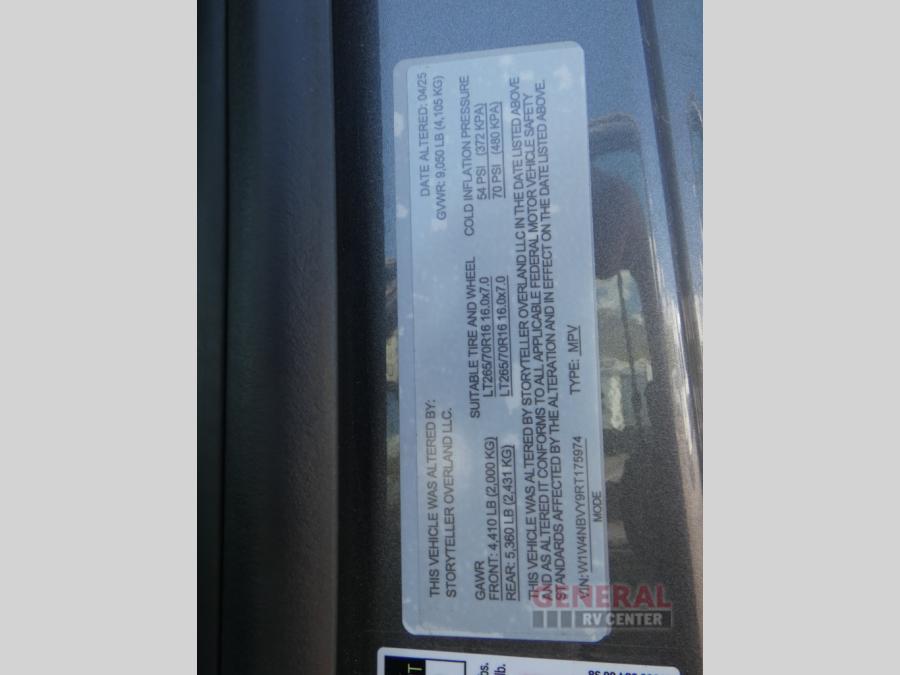 THIS VEHICLE WAS ALTERED BY: DATE ALTERED: 04/25
STORYTELLER OVERLAND LLC. GVWR: 9,050 LB (4,105 KG)
GAWR SUITABLE TIRE AND WHEEL COLD INFLATION PRESSURE
FRONT: 4,410 LB (2,000 KG) LT265/70R16 16.0x7.0 54 PSI (372 KPA)
REAR: 5,360 LB (2,431 KG) LT265/70R16 16.0x7.0 70 PSI (480 KPA)
THIS VEHICLE WAS ALTERED BY STORYTELLER OVERLAND LLC IN THE DATE LISTED ABOVE
AND AS ALTERED IT CONFORMS TO ALL APPLICABLE FEDERAL MOTOR VEHICLE SAFETY
STANDARDS AFFECTED BY THE ALTERATION AND IN EFFECT ON THE DATE LISTED ABOVE.
VIN: W1W4NBVY9RT175974 TYPE: MPV
MODE
GENERAL
RV CENTER
lb.